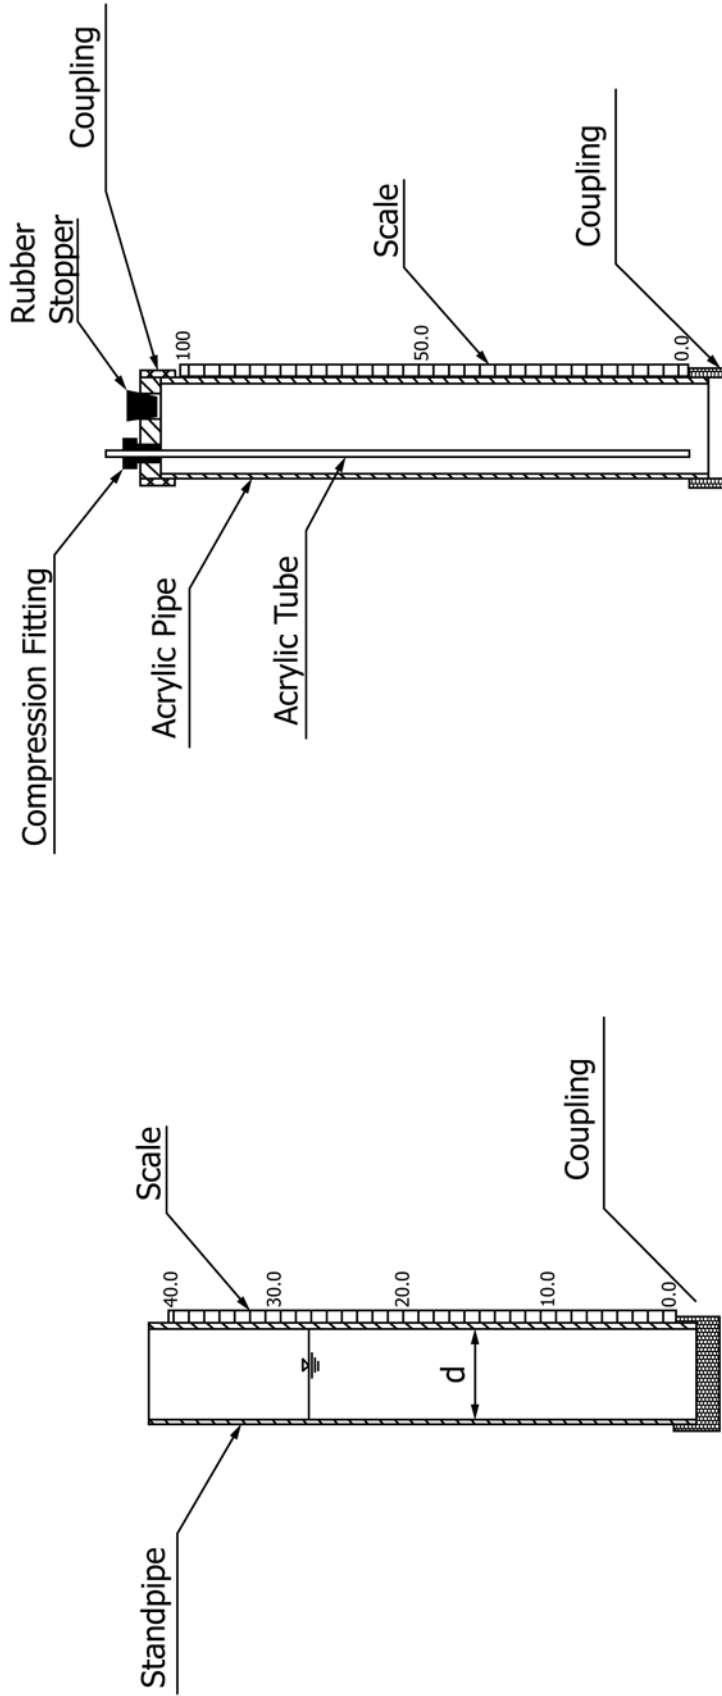 Rubber
Stopper
Coupling
Compression Fitting
100
Scale
50.0
Acrylic Pipe
Acrylic Tube
Coupling
0.0
Scale
40.0
30.0
Standpipe
20.0
d
10.0
Coupling
0.0